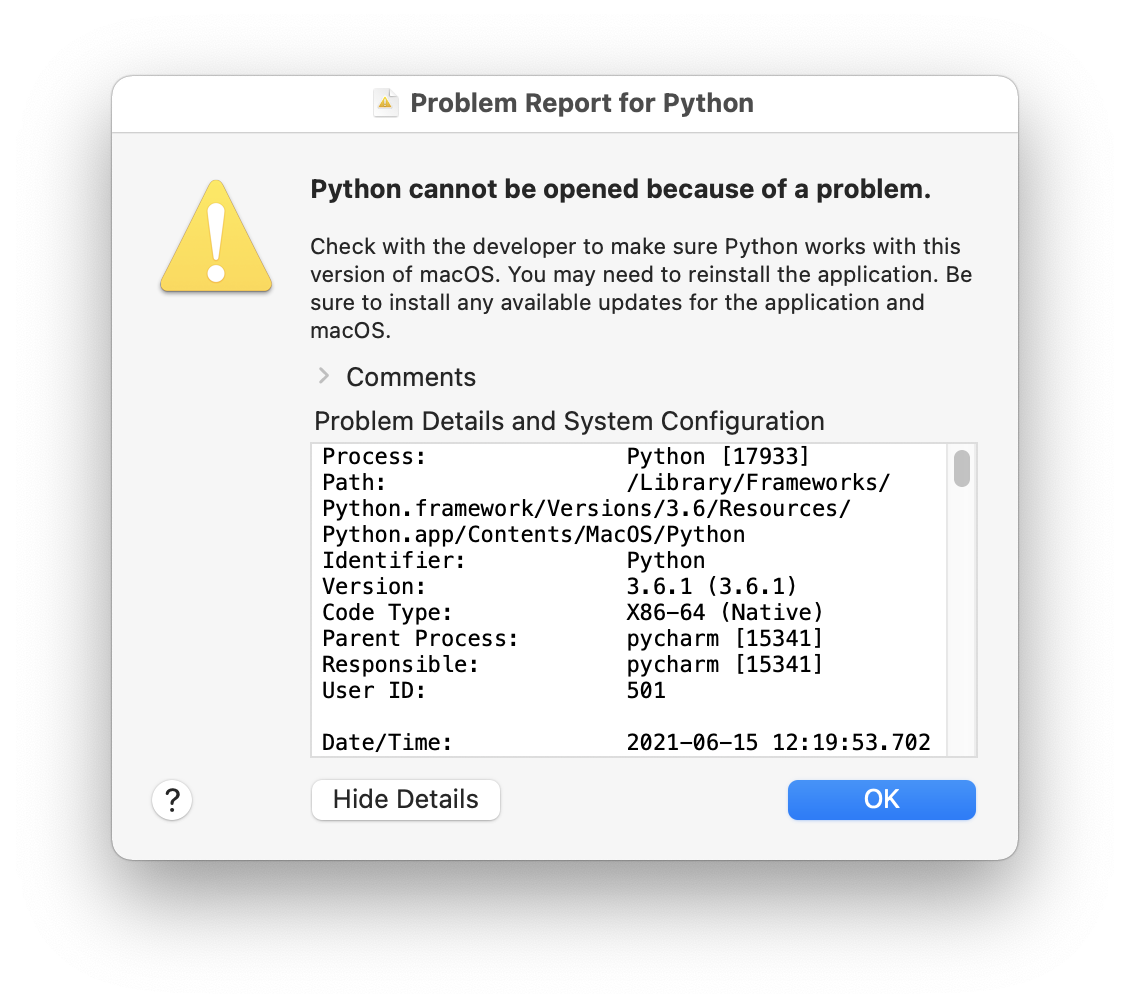 Problem Report for Python
Python cannot be opened because of a problem.
Check with the developer to make sure Python works with this
version of macOS. You may need to reinstall the application. Be
sure to install any available updates for the application and
macOS.
Comments
Problem Details and System Configuration
Process: Python [17933]
Path: /Library/Frameworks/
Python.framework/Versions/3.6/Resources/
Python.app/Contents/MacOS/Python
Identifier: Python
Version: 3.6.1 (3.6.1)
Code Type: X86-64 (Native)
Parent Process: pycharm [15341]
Responsible: pycharm [15341]
User ID: 501
Date/Time: 2021-06-15 12:19:53.702
? Hide Details OK